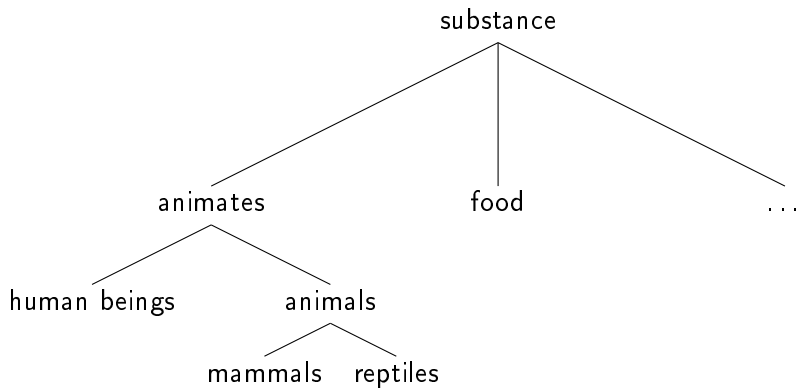 substance
animates food ...
human beings animals
mammals reptiles